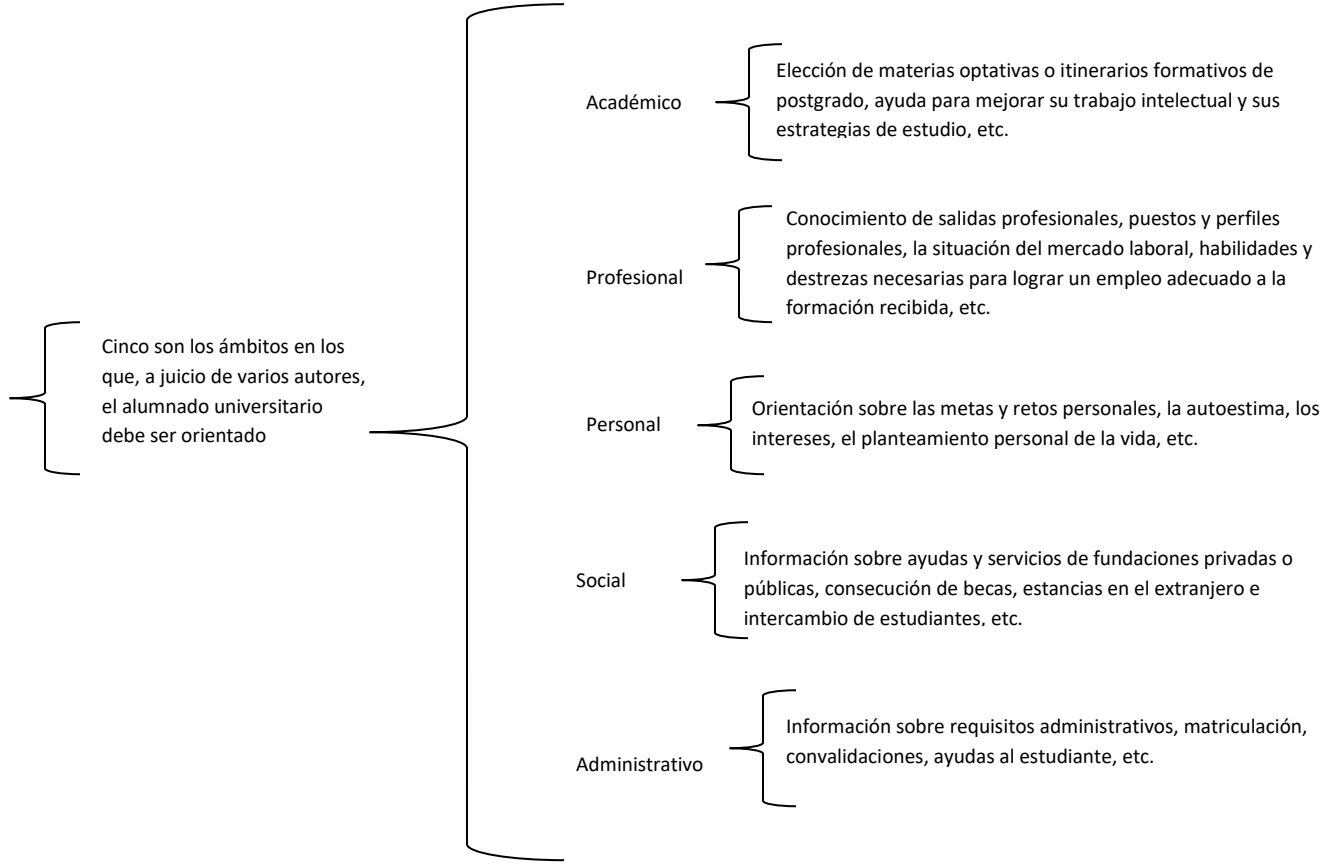 Cinco son los ámbitos en los
que, a juicio de varios autores,
el alumnado universitario
debe ser orientado
Académico
Elección de materias optativas o itinerarios formativos de
postgrado, ayuda para mejorar su trabajo intelectual y sus
estrategias de estudio, etc.
Profesional
Conocimiento de salidas profesionales, puestos y perfiles
profesionales, la situación del mercado laboral, habilidades y
destrezas necesarias para lograr un empleo adecuado a la
formación recibida, etc.
Personal
Orientación sobre las metas y retos personales, la autoestima, los
intereses, el planteamiento personal de la vida, etc.
Social
Información sobre ayudas y servicios de fundaciones privadas o
públicas, consecución de becas, estancias en el extranjero e
intercambio de estudiantes, etc.
Administrativo
Información sobre requisitos administrativos, matriculación,
convalidaciones, ayudas al estudiante, etc.